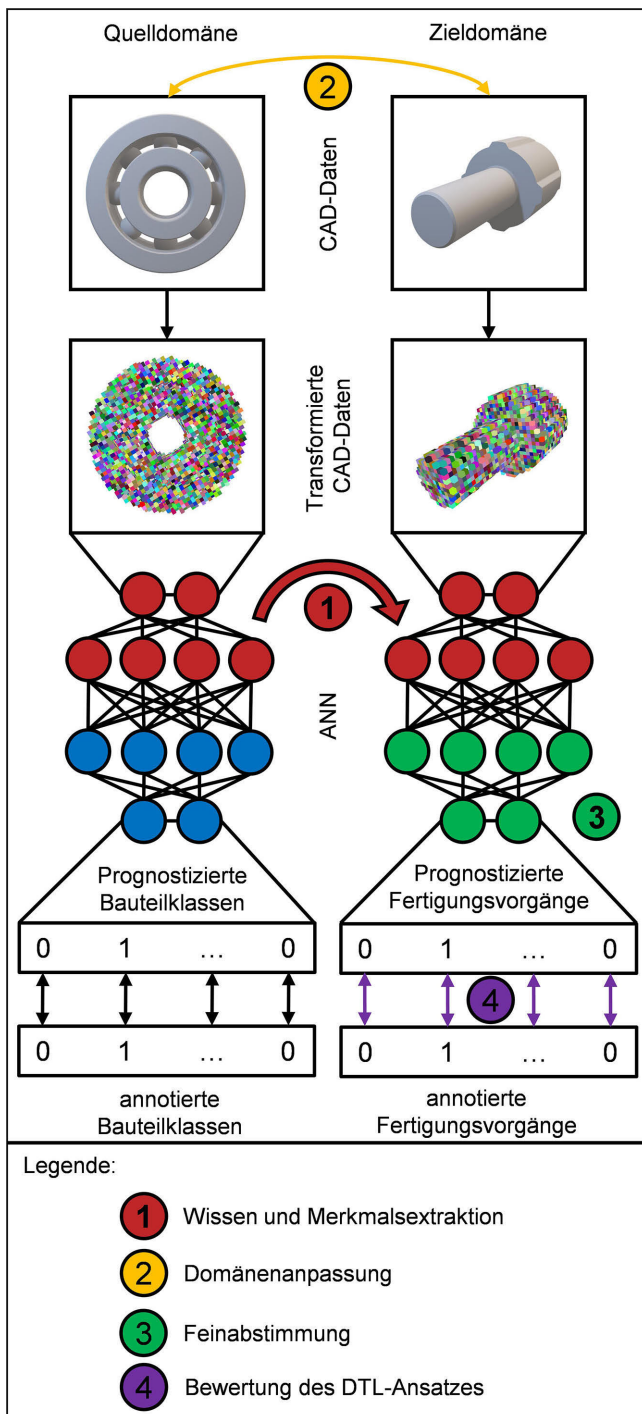 Quelldomäne
Zieldomäne
2
CAD-Daten
Transformierte
CAD-Daten
1
ANN
3
Prognostizierte
Bauteilklassen
Prognostizierte
Fertigungsvorgänge
0 1 … 0
0 1 … 0
4
0 1 … 0
0 1 … 0
annotierte
Bauteilklassen
annotierte
Fertigungsvorgänge
Legende:
1 Wissen und Merkmalsextraktion
2 Domänenanpassung
3 Feinabstimmung
4 Bewertung des DTL-Ansatzes